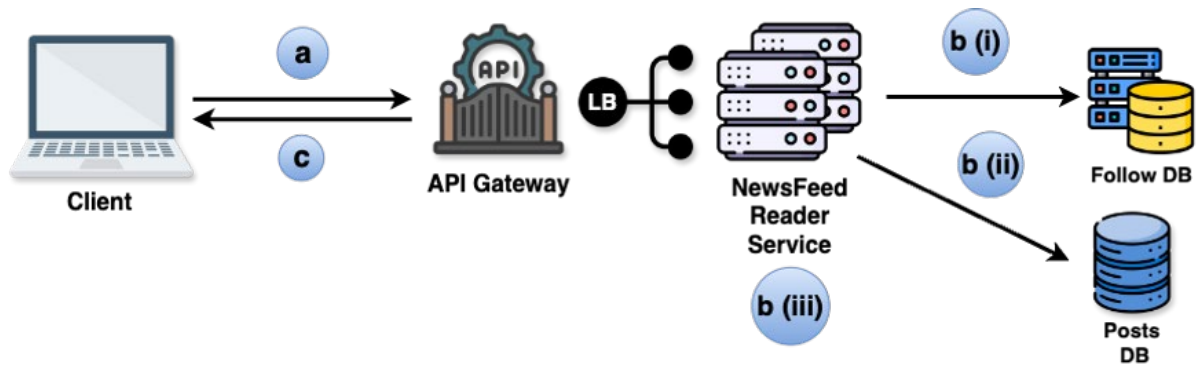 a
c
Client
API
API Gateway
LB
NewsFeed
Reader
Service
b (i)
b (ii)
b (iii)
Follow DB
Posts
DB